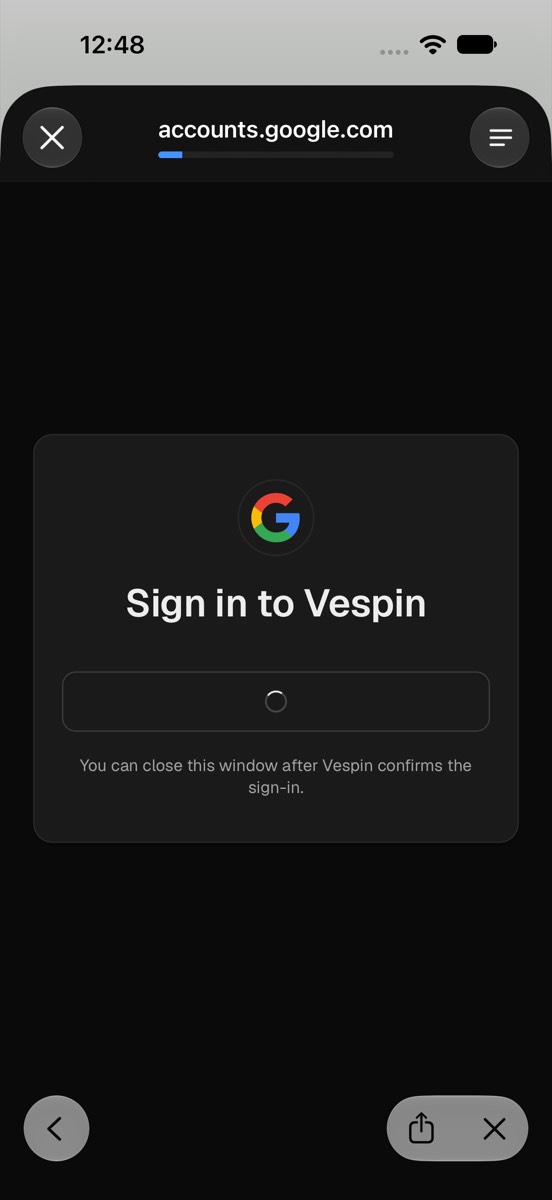 12:48
accounts.google.com
Sign in to Vespin
You can close this window after Vespin confirms the
sign-in.